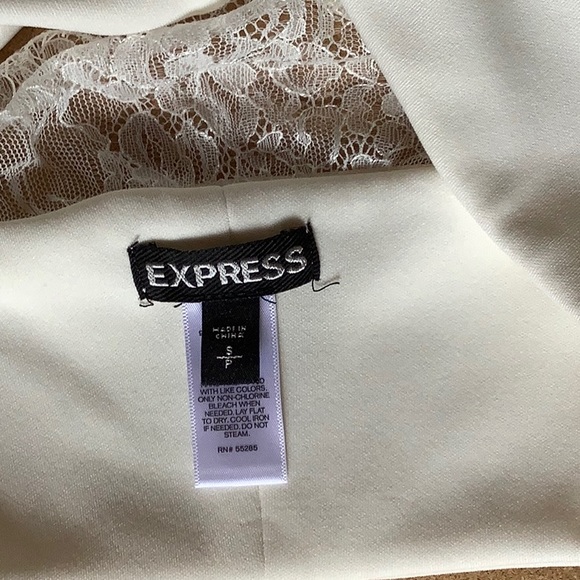 EXPRESS
MADE IN
CHINA
S
P
WITH LIKE COLORS.
ONLY NON-CHLORINE
BLEACH WHEN
NEEDED. LAY FLAT
TO DRY. COOL IRON
IF NEEDED. DO NOT
STEAM.
RN# 55285